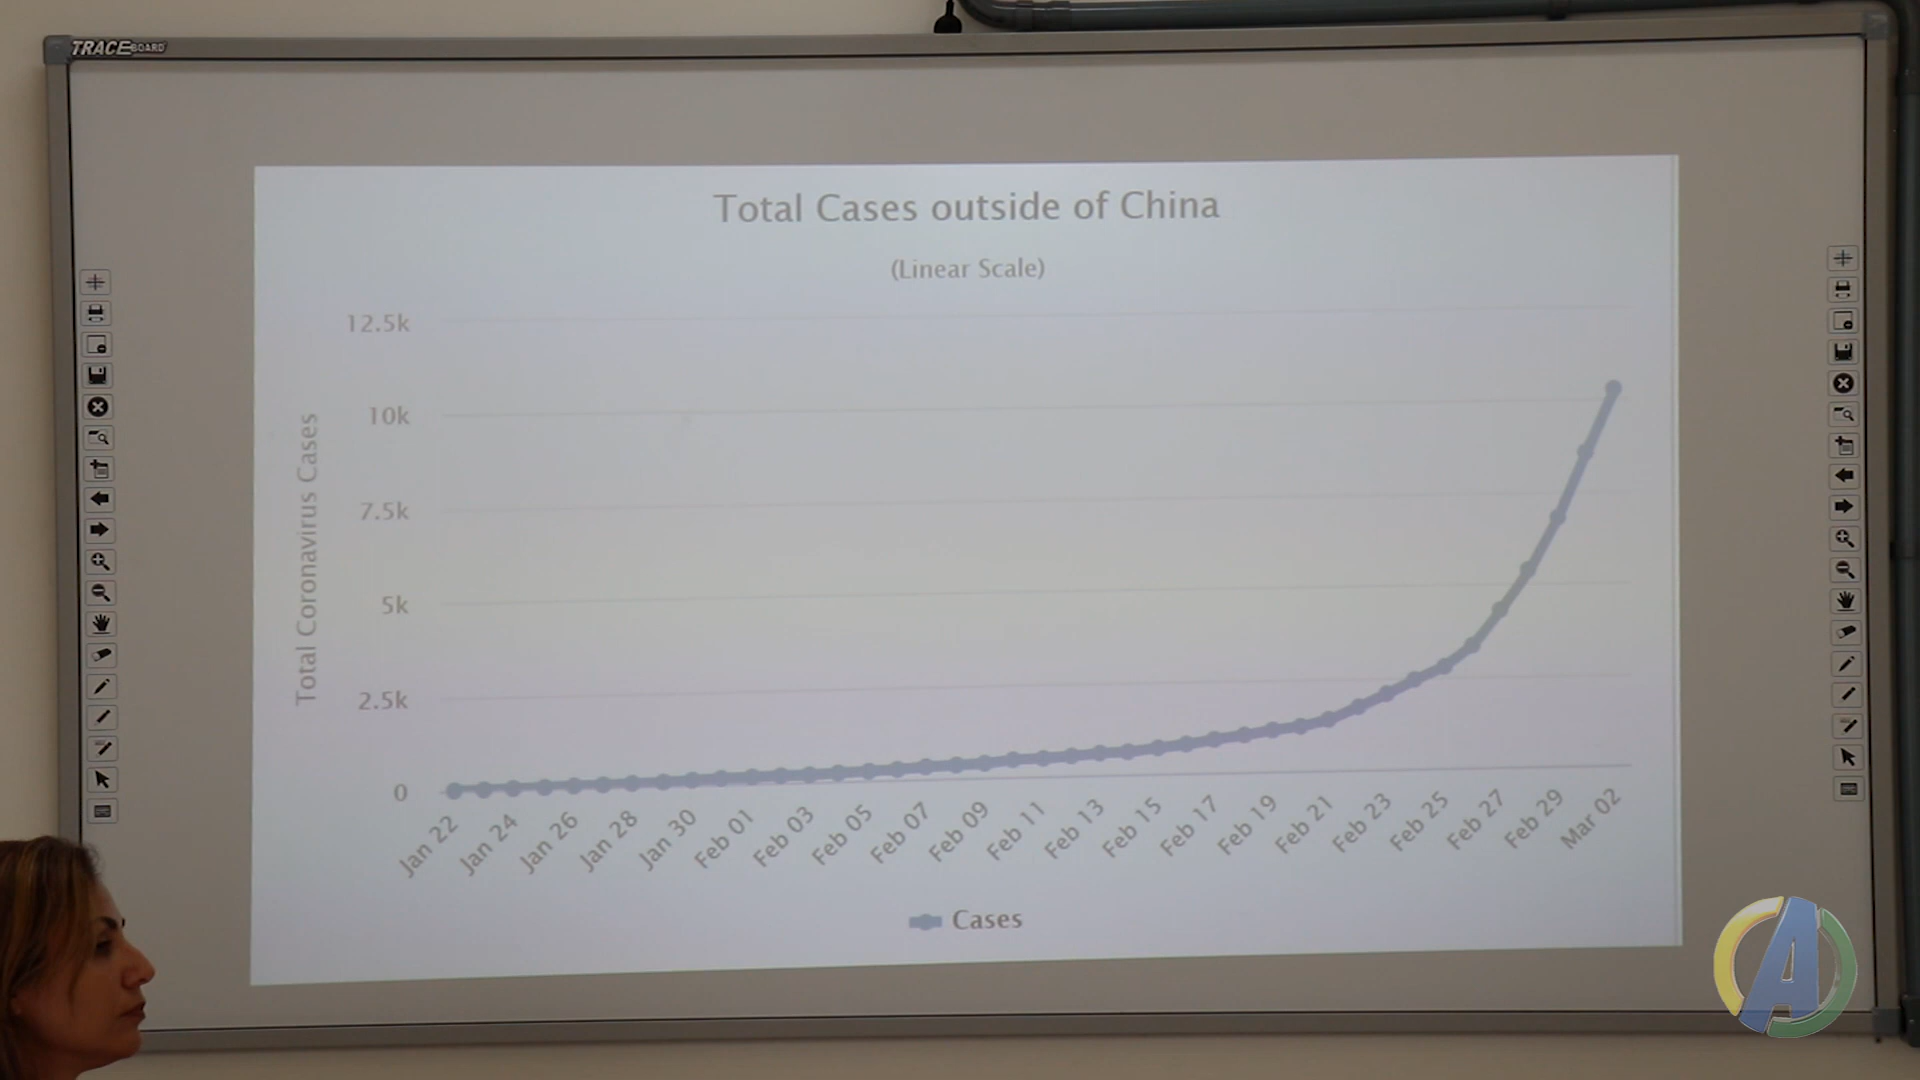 TRACEBOARD
Total Cases outside of China
(Linear Scale)
Total Coronavirus Cases
12.5k
10k
7.5k
5k
2.5k
0
Jan 22
Jan 24
Jan 26
Jan 28
Jan 30
Feb 01
Feb 03
Feb 05
Feb 07
Feb 09
Feb 11
Feb 13
Feb 15
Feb 17
Feb 19
Feb 21
Feb 23
Feb 25
Feb 27
Feb 29
Mar 02
Cases
A